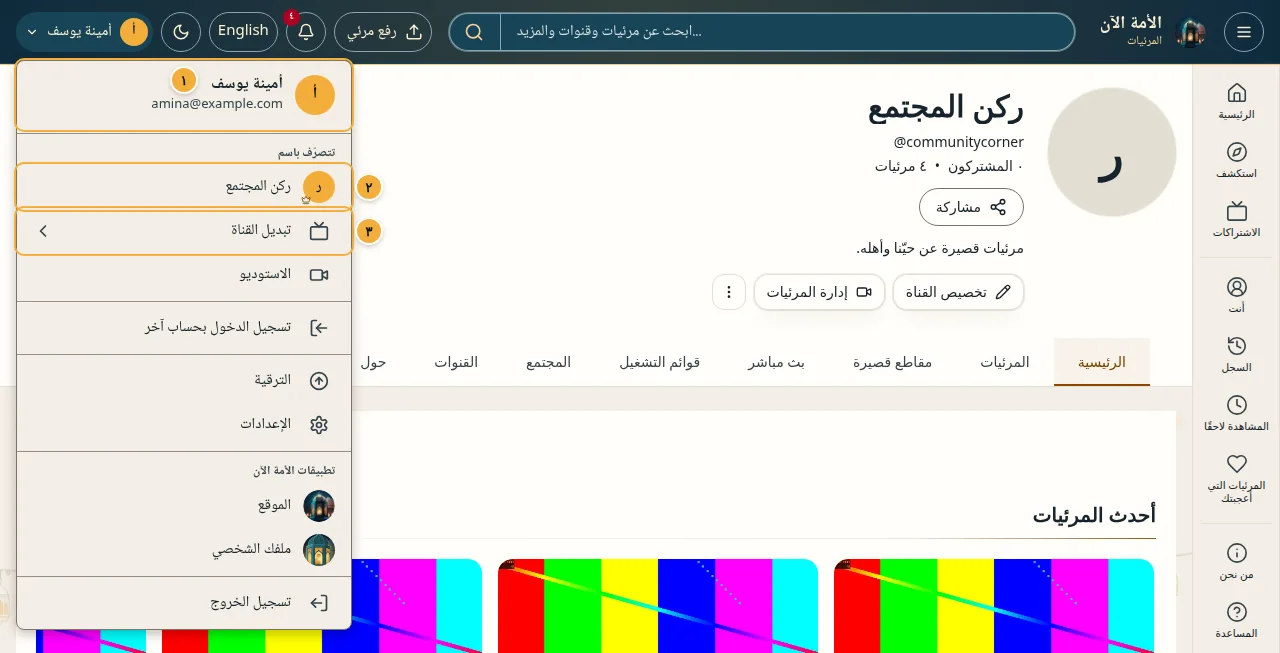 الأمة الآن
المرئيات
ابحث عن مرئيات وقنوات والمزيد...
رفع مرئي
٤
English
أ
أمينة يوسف
الرئيسية
استكشف
الاشتراكات
أنت
السجل
المشاهدة لاحقًا
المرئيات التي أعجبتك
من نحن
المساعدة
ر
ركن المجتمع
@communitycorner
٠ المشتركون • ٤ مرئيات
مشاركة
مرئيات قصيرة عن حيّنا وأهله.
تخصيص القناة
إدارة المرئيات
الرئيسية
المرئيات
مقاطع قصيرة
بث مباشر
قوائم التشغيل
المجتمع
القنوات
حول
أحدث المرئيات
أ
أمينة يوسف
١
amina@example.com
تتصرّف باسم
ر
ركن المجتمع
٢
تبديل القناة
٣
الاستوديو
تسجيل الدخول بحساب آخر
الترقية
الإعدادات
تطبيقات الأمة الآن
الموقع
ملفك الشخصي
تسجيل الخروج